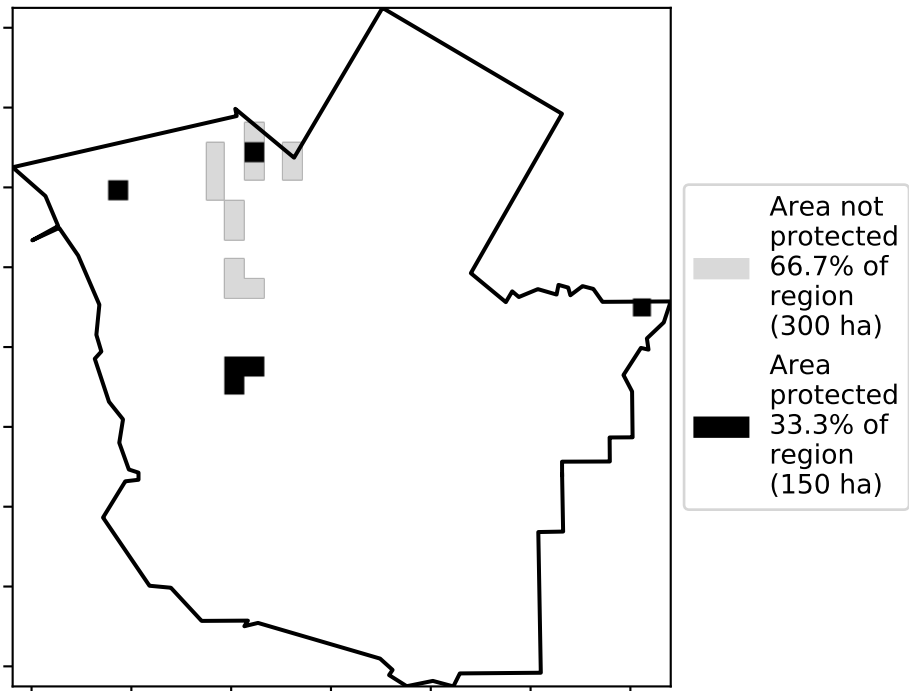 Area not
protected
66.7% of
region
(300 ha)
Area
protected
33.3% of
region
(150 ha)